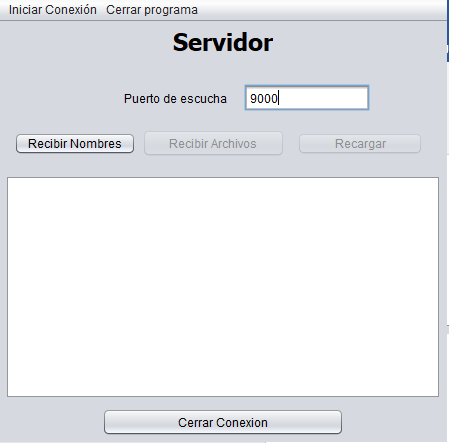 Iniciar Conexión Cerrar programa
Servidor
Puerto de escucha 9000
Recibir Nombres Recibir Archivos Recargar
Cerrar Conexion